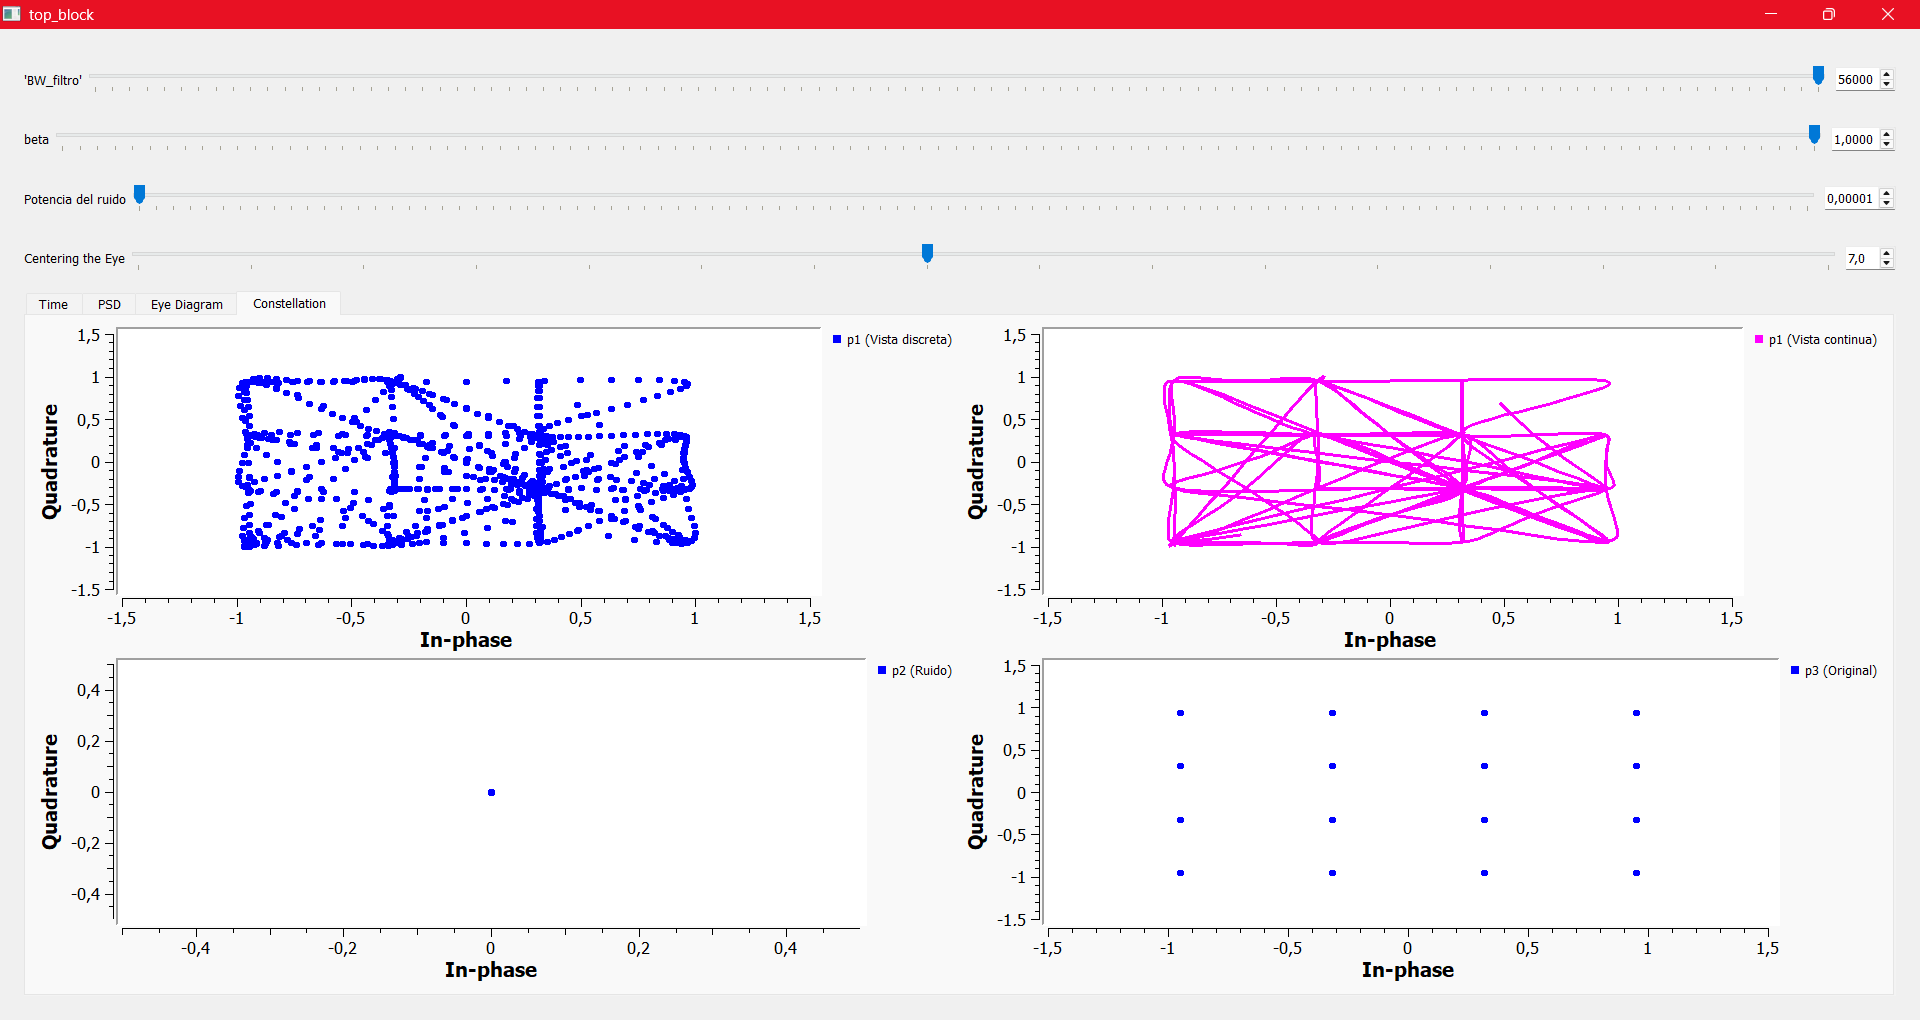 top_block
'BW_filtro'
56000
beta
1,0000
Potencia del ruido
0,00001
Centering the Eye
7,0
Time PSD Eye Diagram Constellation
1,5
1
0,5
0
-0,5
-1
-1.5
Quadrature
-1,5 -1 -0,5 0 0,5 1 1,5
In-phase
p1 (Vista discreta)
1,5
1
0,5
0
-0,5
-1
-1.5
Quadrature
-1,5 -1 -0,5 0 0,5 1 1,5
In-phase
p1 (Vista continua)
0,4
0,2
0
-0,2
-0,4
Quadrature
-0,4 -0,2 0 0,2 0,4
In-phase
p2 (Ruido)
1,5
1
0,5
0
-0,5
-1
-1.5
Quadrature
-1,5 -1 -0,5 0 0,5 1 1,5
In-phase
p3 (Original)